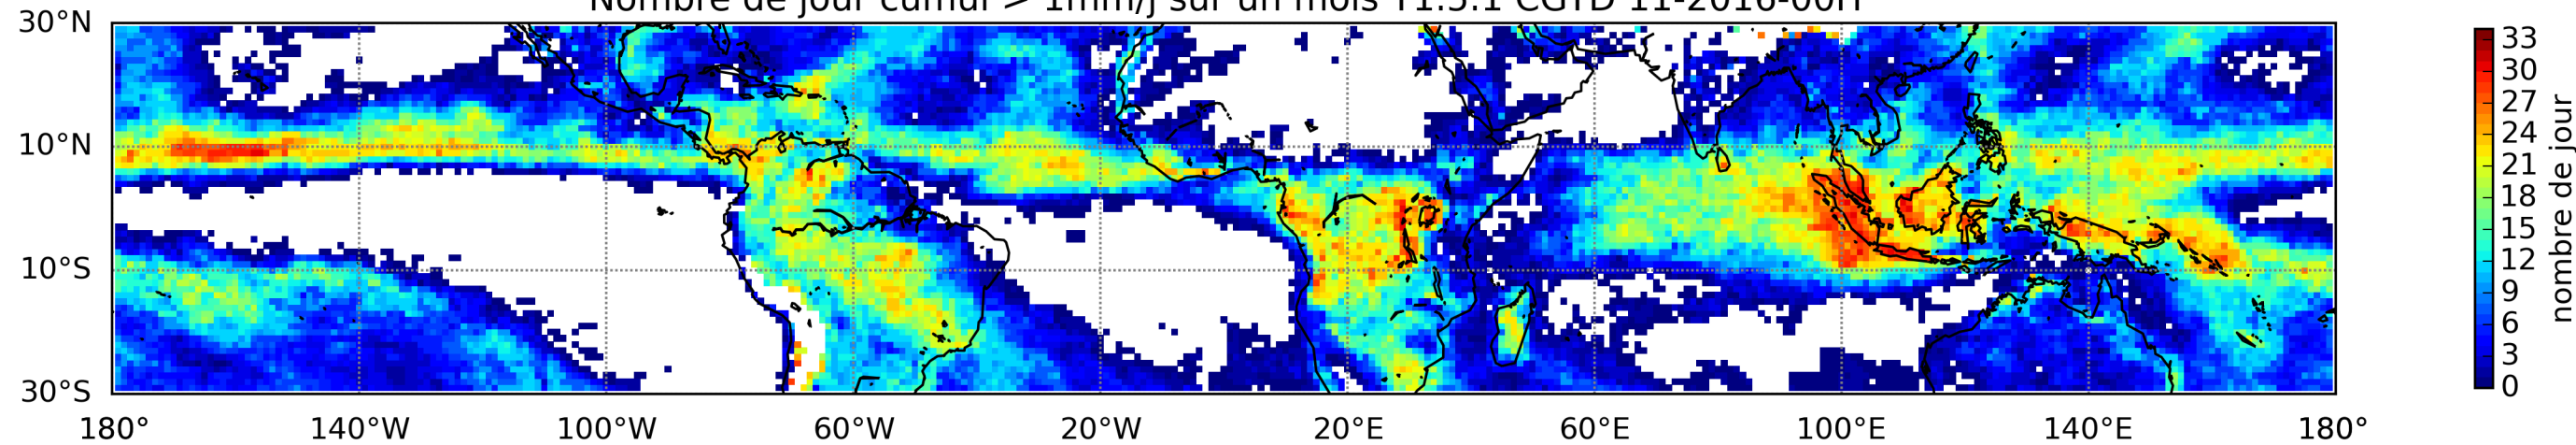 Nombre de jour cumul > 1mm/j sur un mois T1.5.1 CGTD 11-2016-00H
30°N
10°N
10°S
30°S
180° 140°W 100°W 60°W 20°W 20°E 60°E 100°E 140°E 180°
33
30
27
24
21
18
15
12
9
6
3
0
nombre de jour